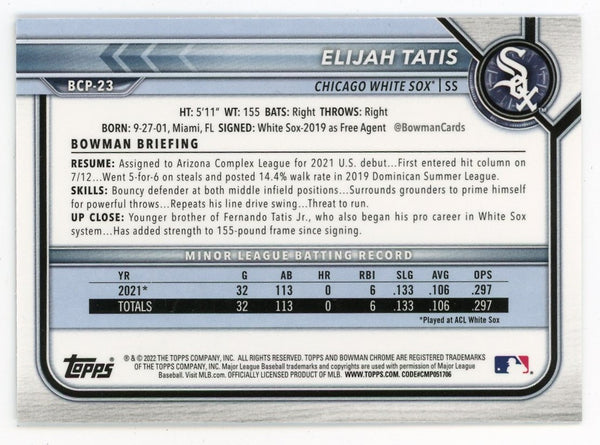 BCP-23
ELIJAH TATIS
CHICAGO WHITE SOX™ | SS
Sox
HT: 5'11" WT: 155 BATS: Right THROWS: Right
BORN: 9-27-01, Miami, FL SIGNED: White Sox-2019 as Free Agent @BowmanCards
BOWMAN BRIEFING
RESUME: Assigned to Arizona Complex League for 2021 U.S. debut...First entered hit column on
7/12...Went 5-for-6 on steals and posted 14.4% walk rate in 2019 Dominican Summer League.
SKILLS: Bouncy defender at both middle infield positions...Surrounds grounders to prime himself
for powerful throws...Repeats his line drive swing...Threat to run.
UP CLOSE: Younger brother of Fernando Tatis Jr., who also began his pro career in White Sox
system...Has added strength to 155-pound frame since signing.
MINOR LEAGUE BATTING RECORD
YR G AB HR RBI SLG AVG OPS
2021* 32 113 0 6 .133 .106 .297
TOTALS 32 113 0 6 .133 .106 .297
*Played at ACL White Sox
Topps
® & © 2022 THE TOPPS COMPANY, INC. ALL RIGHTS RESERVED. TOPPS AND BOWMAN CHROME ARE REGISTERED TRADEMARKS
OF THE TOPPS COMPANY, INC. Major League Baseball trademarks and copyrights are used with permission of Major League
Baseball. Visit MLB.com. OFFICIALLY LICENSED PRODUCT OF MLB. WWW.TOPPS.COM. CODE#CMP051706